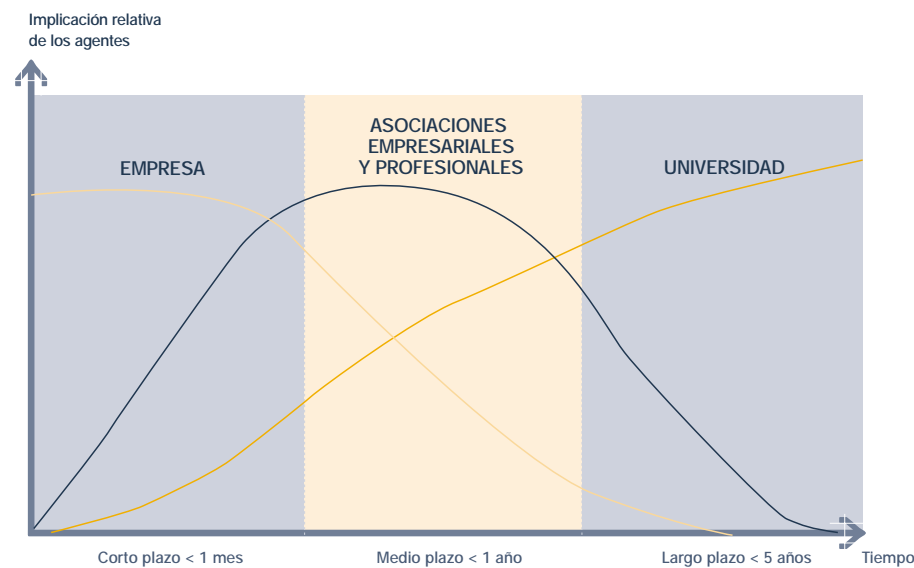 Implicación relativa
de los agentes
EMPRESA
ASOCIACIONES
EMPRESARIALES
Y PROFESIONALES
UNIVERSIDAD
Corto plazo < 1 mes
Medio plazo < 1 año
Largo plazo < 5 años
Tiempo